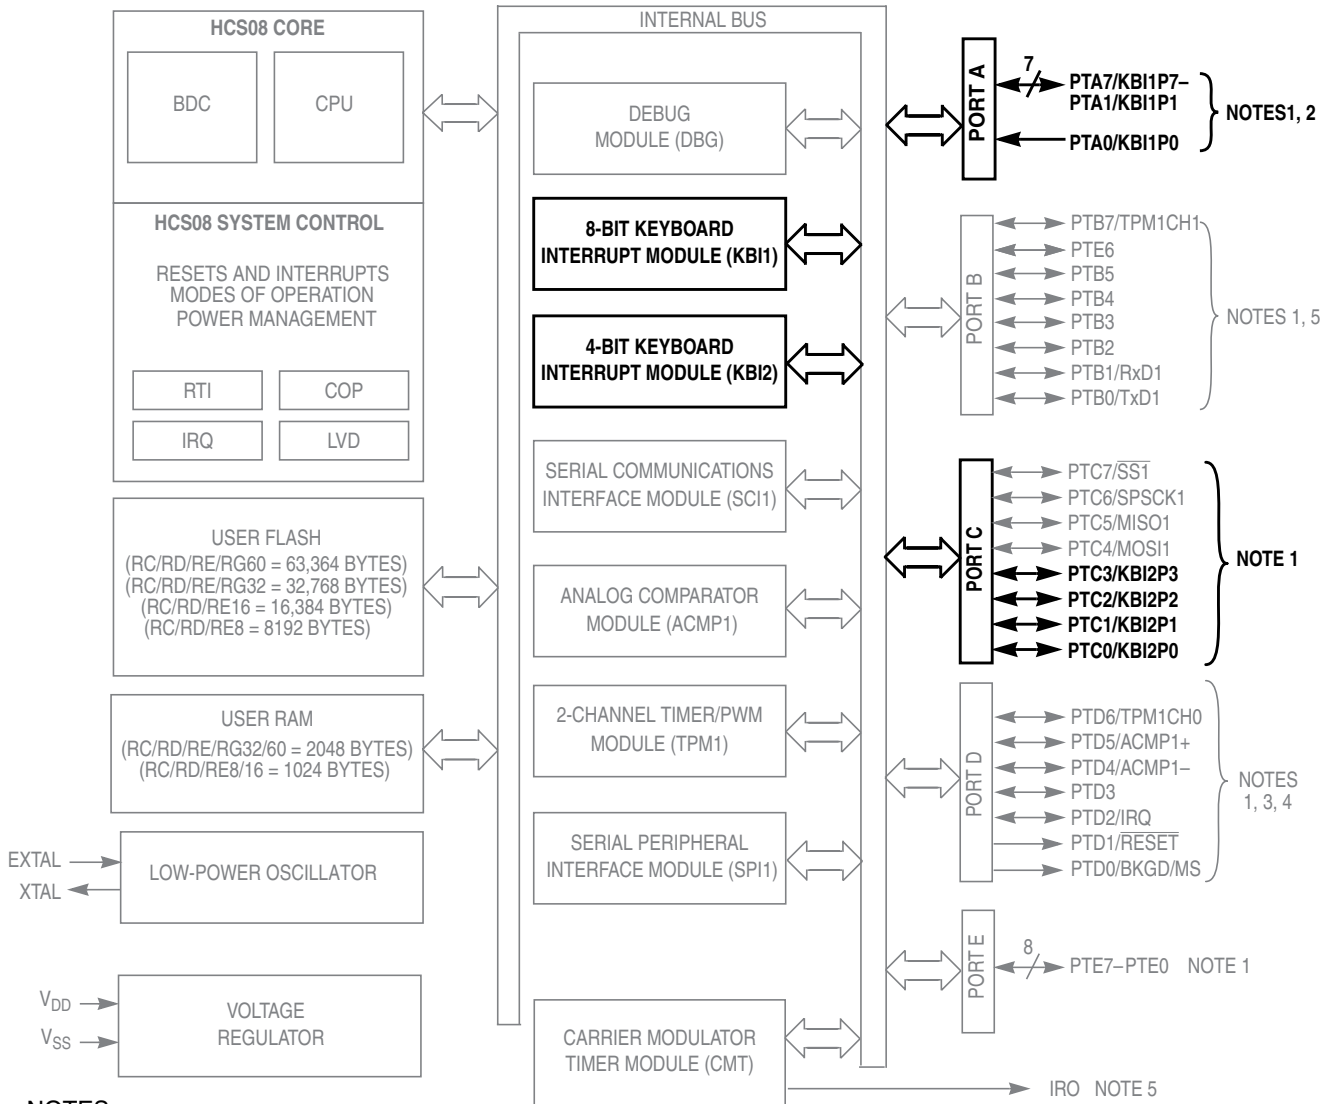 HCS08 CORE
BDC
CPU
HCS08 SYSTEM CONTROL
RESETS AND INTERRUPTS
MODES OF OPERATION
POWER MANAGEMENT
RTI
COP
IRQ
LVD
USER FLASH
(RC/RD/RE/RG60 = 63,364 BYTES)
(RC/RD/RE/RG32 = 32,768 BYTES)
(RC/RD/RE16 = 16,384 BYTES)
(RC/RD/RE8 = 8192 BYTES)
USER RAM
(RC/RD/RE/RG32/60 = 2048 BYTES)
(RC/RD/RE8/16 = 1024 BYTES)
EXTAL
XTAL
LOW-POWER OSCILLATOR
VDD
VSS
VOLTAGE
REGULATOR
INTERNAL BUS
DEBUG
MODULE (DBG)
8-BIT KEYBOARD
INTERRUPT MODULE (KBI1)
4-BIT KEYBOARD
INTERRUPT MODULE (KBI2)
SERIAL COMMUNICATIONS
INTERFACE MODULE (SCI1)
ANALOG COMPARATOR
MODULE (ACMP1)
2-CHANNEL TIMER/PWM
MODULE (TPM1)
SERIAL PERIPHERAL
INTERFACE MODULE (SPI1)
CARRIER MODULATOR
TIMER MODULE (CMT)
PORT A
7
PTA7/KBI1P7–
PTA1/KBI1P1
PTA0/KBI1P0
NOTES1, 2
PORT B
PTB7/TPM1CH1
PTE6
PTB5
PTB4
PTB3
PTB2
PTB1/RxD1
PTB0/TxD1
NOTES 1, 5
PORT C
PTC7/SS1
PTC6/SPSCK1
PTC5/MISO1
PTC4/MOSI1
PTC3/KBI2P3
PTC2/KBI2P2
PTC1/KBI2P1
PTC0/KBI2P0
NOTE 1
PORT D
PTD6/TPM1CH0
PTD5/ACMP1+
PTD4/ACMP1–
PTD3
PTD2/IRQ
PTD1/RESET
PTD0/BKGD/MS
NOTES
1, 3, 4
PORT E
8
PTE7–PTE0 NOTE 1
IRO NOTE 5